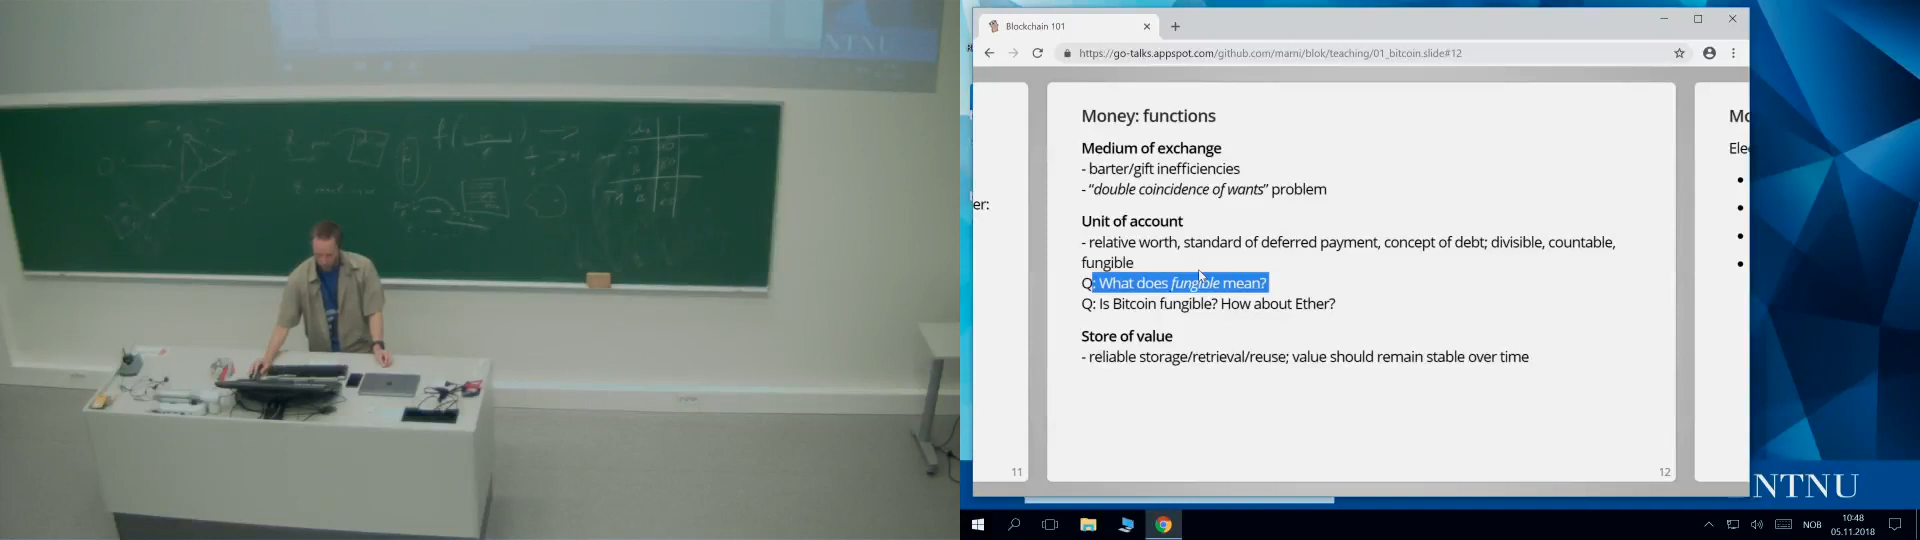 NTNU
Blockchain 101
https://go-talks.appspot.com/github.com/mami/blok/teaching/01_bitcoin.slide#12
er:
11
Money: functions
Medium of exchange
- barter/gift inefficiencies
- “double coincidence of wants” problem
Unit of account
- relative worth, standard of deferred payment, concept of debt; divisible, countable,
fungible
Q: What does fungible mean?
Q: Is Bitcoin fungible? How about Ether?
Store of value
- reliable storage/retrieval/reuse; value should remain stable over time
12
Mo
Ele
NTNU
NOB
10:48
05.11.2018